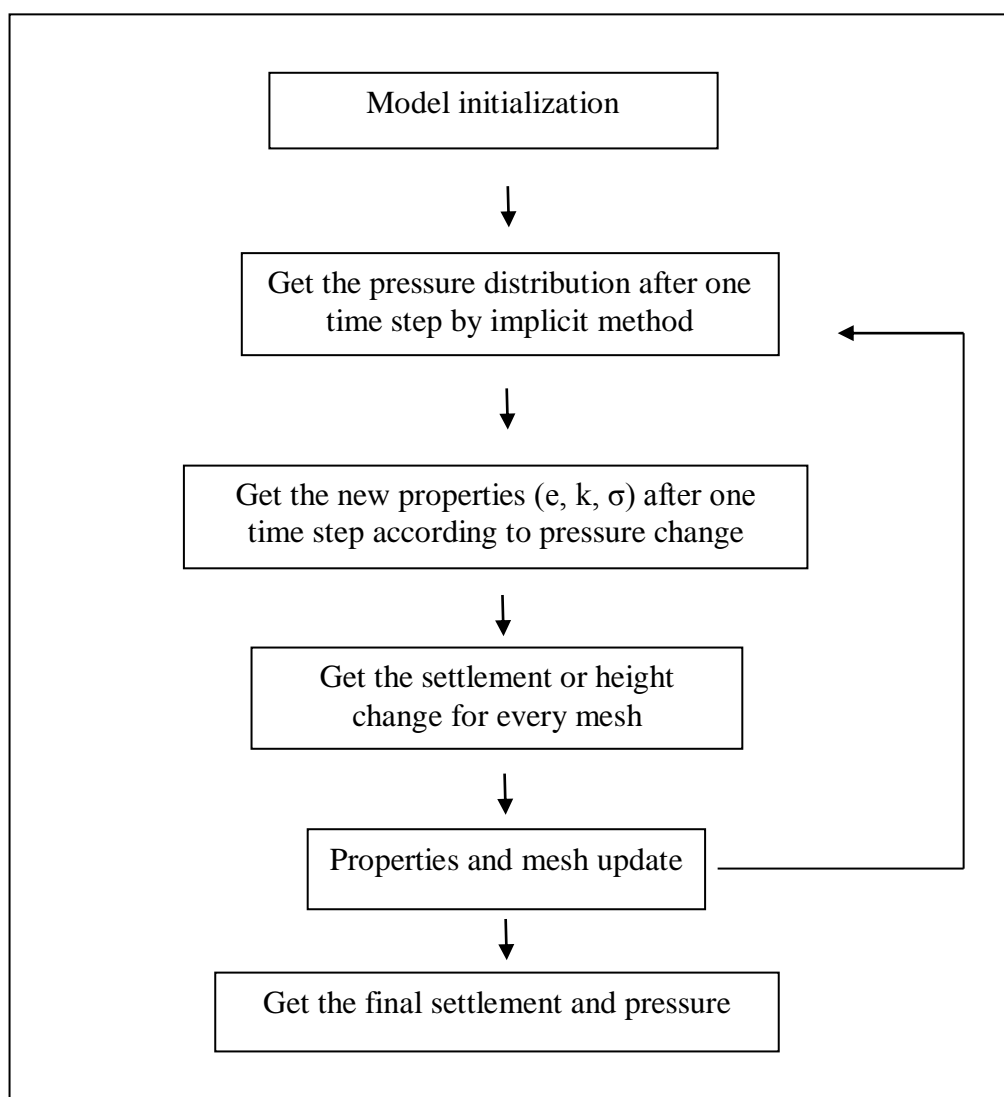 Model initialization
Get the pressure distribution after one
time step by implicit method
Get the new properties (e, k, σ) after one
time step according to pressure change
Get the settlement or height
change for every mesh
Properties and mesh update
Get the final settlement and pressure